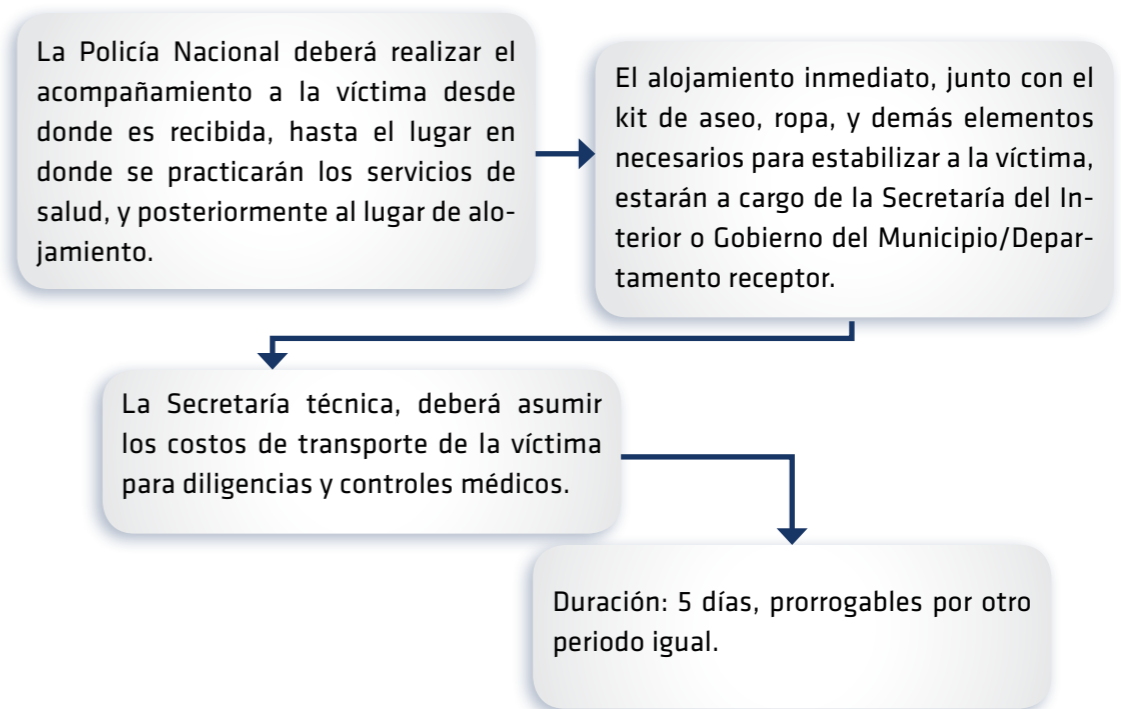 La Policía Nacional deberá realizar el
acompañamiento a la víctima desde
donde es recibida, hasta el lugar en
donde se practicarán los servicios de
salud, y posteriormente al lugar de alo-
jamiento.
El alojamiento inmediato, junto con el
kit de aseo, ropa, y demás elementos
necesarios para estabilizar a la víctima,
estarán a cargo de la Secretaría del In-
terior o Gobierno del Municipio/Depar-
tamento receptor.
La Secretaría técnica, deberá asumir
los costos de transporte de la víctima
para diligencias y controles médicos.
Duración: 5 días, prorrogables por otro
periodo igual.